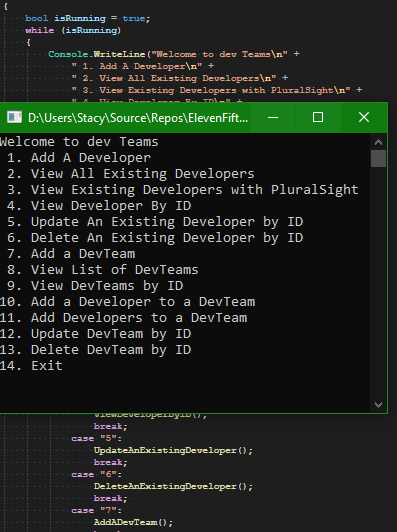 {
bool isRunning = true;
while (isRunning)
{
Console.WriteLine("Welcome to dev Teams\n" +
" 1. Add A Developer\n" +
" 2. View All Existing Developers\n" +
" 3. View Existing Developers with PluralSight\n" +
" 4. View Developer By ID\n" +
D:\Users\Stacy\Source\Repos\ElevenFift...
Welcome to dev Teams
1. Add A Developer
2. View All Existing Developers
3. View Existing Developers with PluralSight
4. View Developer By ID
5. Update An Existing Developer by ID
6. Delete An Existing Developer by ID
7. Add a DevTeam
8. View List of DevTeams
9. View DevTeams by ID
10. Add a Developer to a DevTeam
11. Add Developers to a DevTeam
12. Update DevTeam by ID
13. Delete DevTeam by ID
14. Exit
ViewDeveloperByID();
break;
case "5":
UpdateAnExistingDeveloper();
break;
case "6":
DeleteAnExistingDeveloper();
break;
case "7":
AddADevTeam();